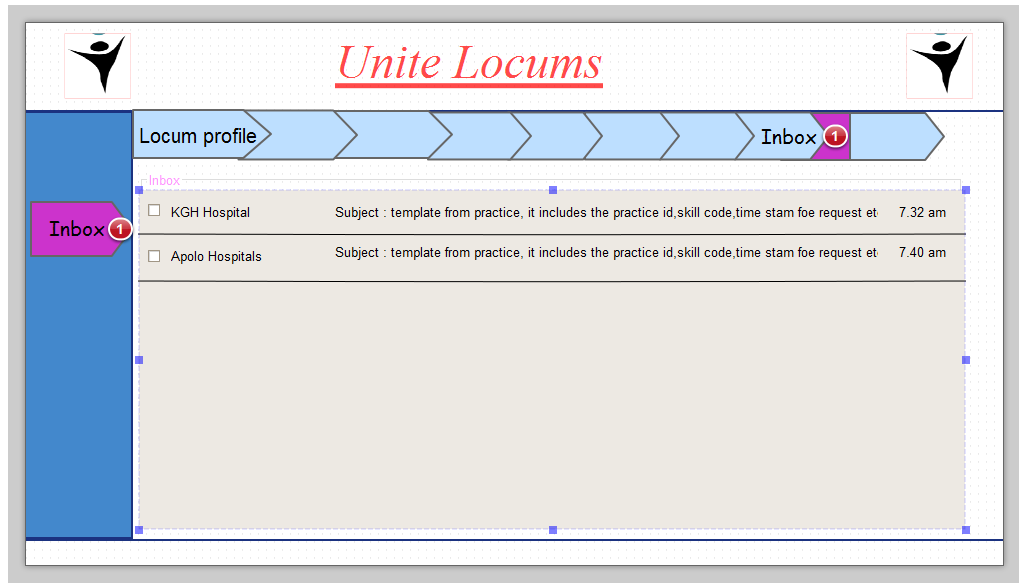 Unite Locums
Locum profile
Inbox 1
Inbox
Inbox 1
KGH Hospital Subject : template from practice, it includes the practice id,skill code,time stam foe request et 7.32 am
Apolo Hospitals Subject : template from practice, it includes the practice id,skill code,time stam foe request et 7.40 am